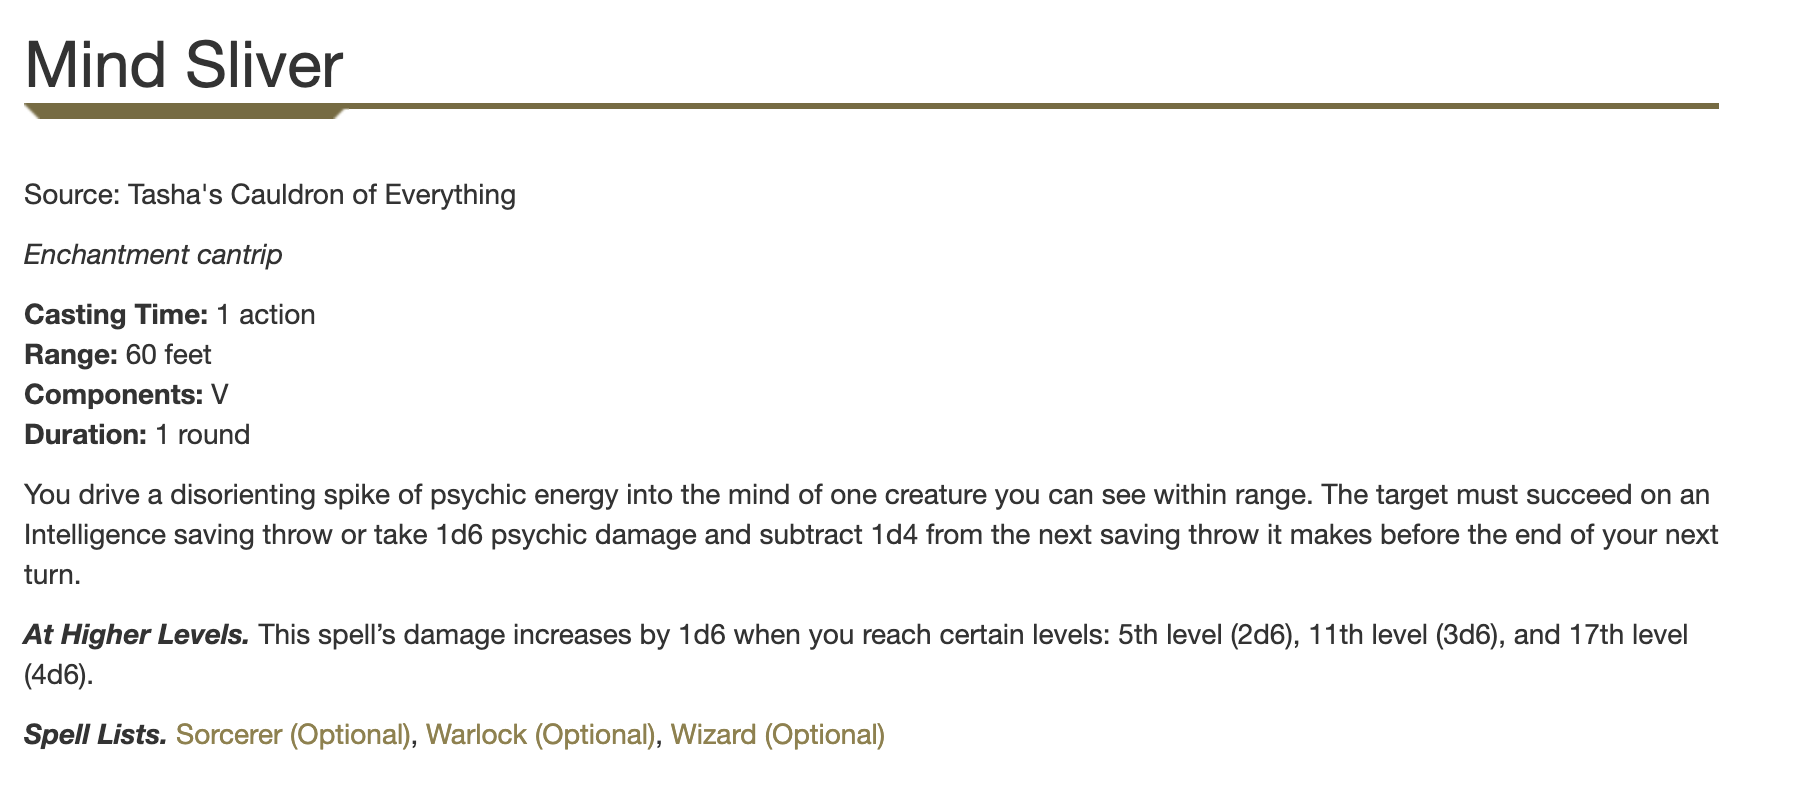 Mind Sliver
Source: Tasha's Cauldron of Everything
Enchantment cantrip
Casting Time: 1 action
Range: 60 feet
Components: V
Duration: 1 round
You drive a disorienting spike of psychic energy into the mind of one creature you can see within range. The target must succeed on an
Intelligence saving throw or take 1d6 psychic damage and subtract 1d4 from the next saving throw it makes before the end of your next
turn.
At Higher Levels. This spell’s damage increases by 1d6 when you reach certain levels: 5th level (2d6), 11th level (3d6), and 17th level
(4d6).
Spell Lists. Sorcerer (Optional), Warlock (Optional), Wizard (Optional)